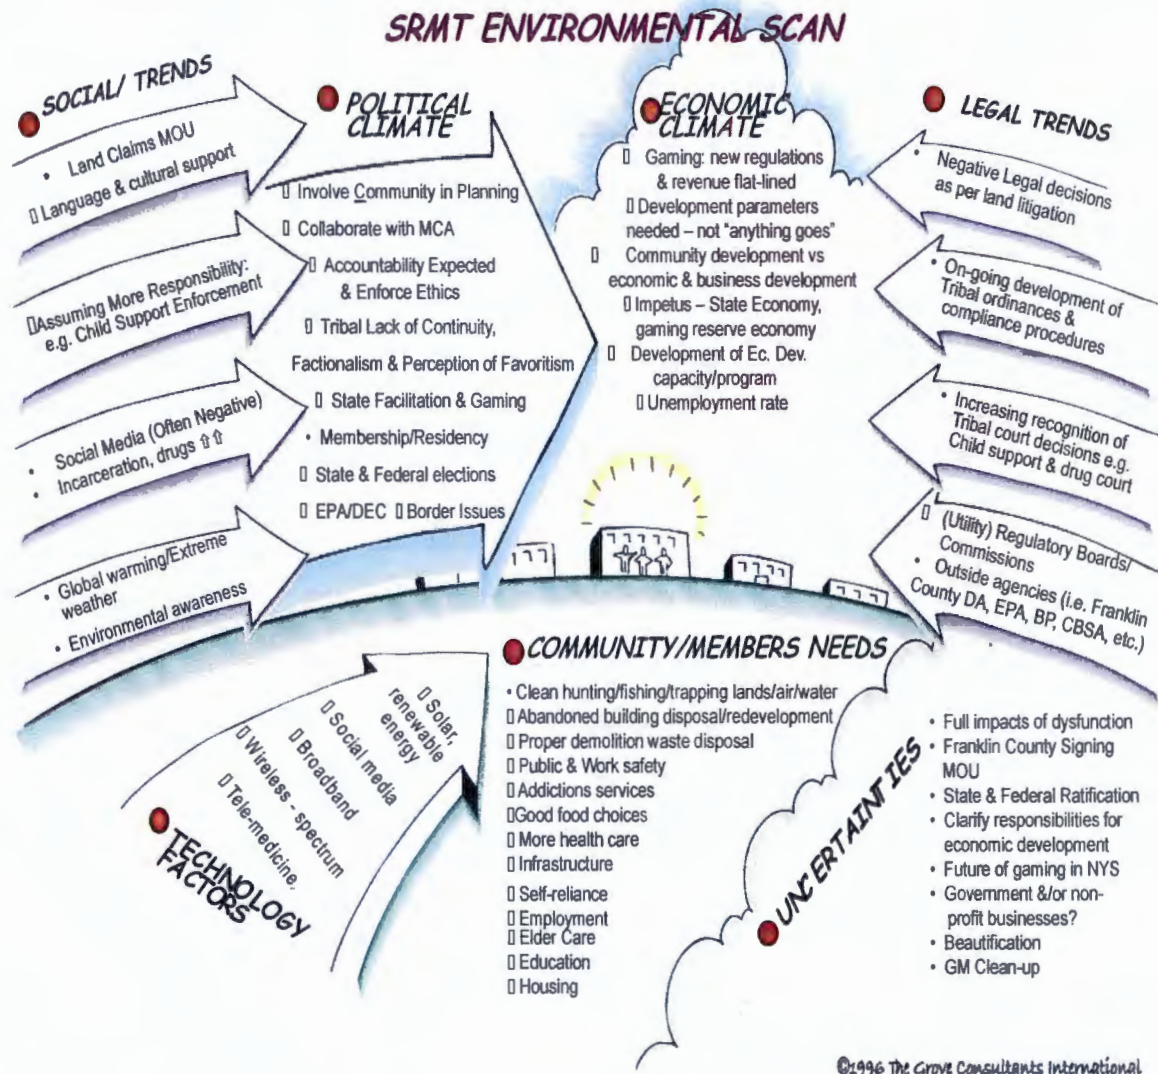 SRMT ENVIRONMENTAL SCAN
SOCIAL/ TRENDS
• Land Claims MOU
▯ Language & cultural support
▯Assuming More Responsibility:
e.g. Child Support Enforcement
• Social Media (Often Negative)
• Incarceration, drugs ⇧⇧
• Global warming/Extreme
weather
• Environmental awareness
POLITICAL
CLIMATE
▯ Involve Community in Planning
▯ Collaborate with MCA
▯ Accountability Expected
& Enforce Ethics
▯ Tribal Lack of Continuity,
Factionalism & Perception of Favoritism
▯ State Facilitation & Gaming
• Membership/Residency
▯ State & Federal elections
▯ EPA/DEC ▯ Border Issues
ECONOMIC
CLIMATE
▯ Gaming: new regulations
& revenue flat-lined
▯ Development parameters
needed – not "anything goes"
▯ Community development vs
economic & business development
▯ Impetus – State Economy,
gaming reserve economy
▯ Development of Ec. Dev.
capacity/program
▯ Unemployment rate
LEGAL TRENDS
• Negative Legal decisions
as per land litigation
• On-going development of
Tribal ordinances &
compliance procedures
• Increasing recognition of
Tribal court decisions e.g.
Child support & drug court
▯ (Utility) Regulatory Boards/
Commissions
• Outside agencies (i.e. Franklin
County DA, EPA, BP, CBSA, etc.)
TECHNOLOGY
FACTORS
▯ Solar,
renewable
energy
▯ Social media
▯ Broadband
▯ Wireless - spectrum
▯ Tele-medicine.
COMMUNITY/MEMBERS NEEDS
• Clean hunting/fishing/trapping lands/air/water
▯ Abandoned building disposal/redevelopment
▯ Proper demolition waste disposal
▯ Public & Work safety
▯ Addictions services
▯Good food choices
▯ More health care
▯ Infrastructure
▯ Self-reliance
▯ Employment
▯ Elder Care
▯ Education
▯ Housing
UNCERTAINTIES
• Full impacts of dysfunction
• Franklin County Signing
MOU
• State & Federal Ratification
• Clarify responsibilities for
economic development
• Future of gaming in NYS
• Government &/or non-
profit businesses?
• Beautification
• GM Clean-up
©1996 The Grove Consultants International